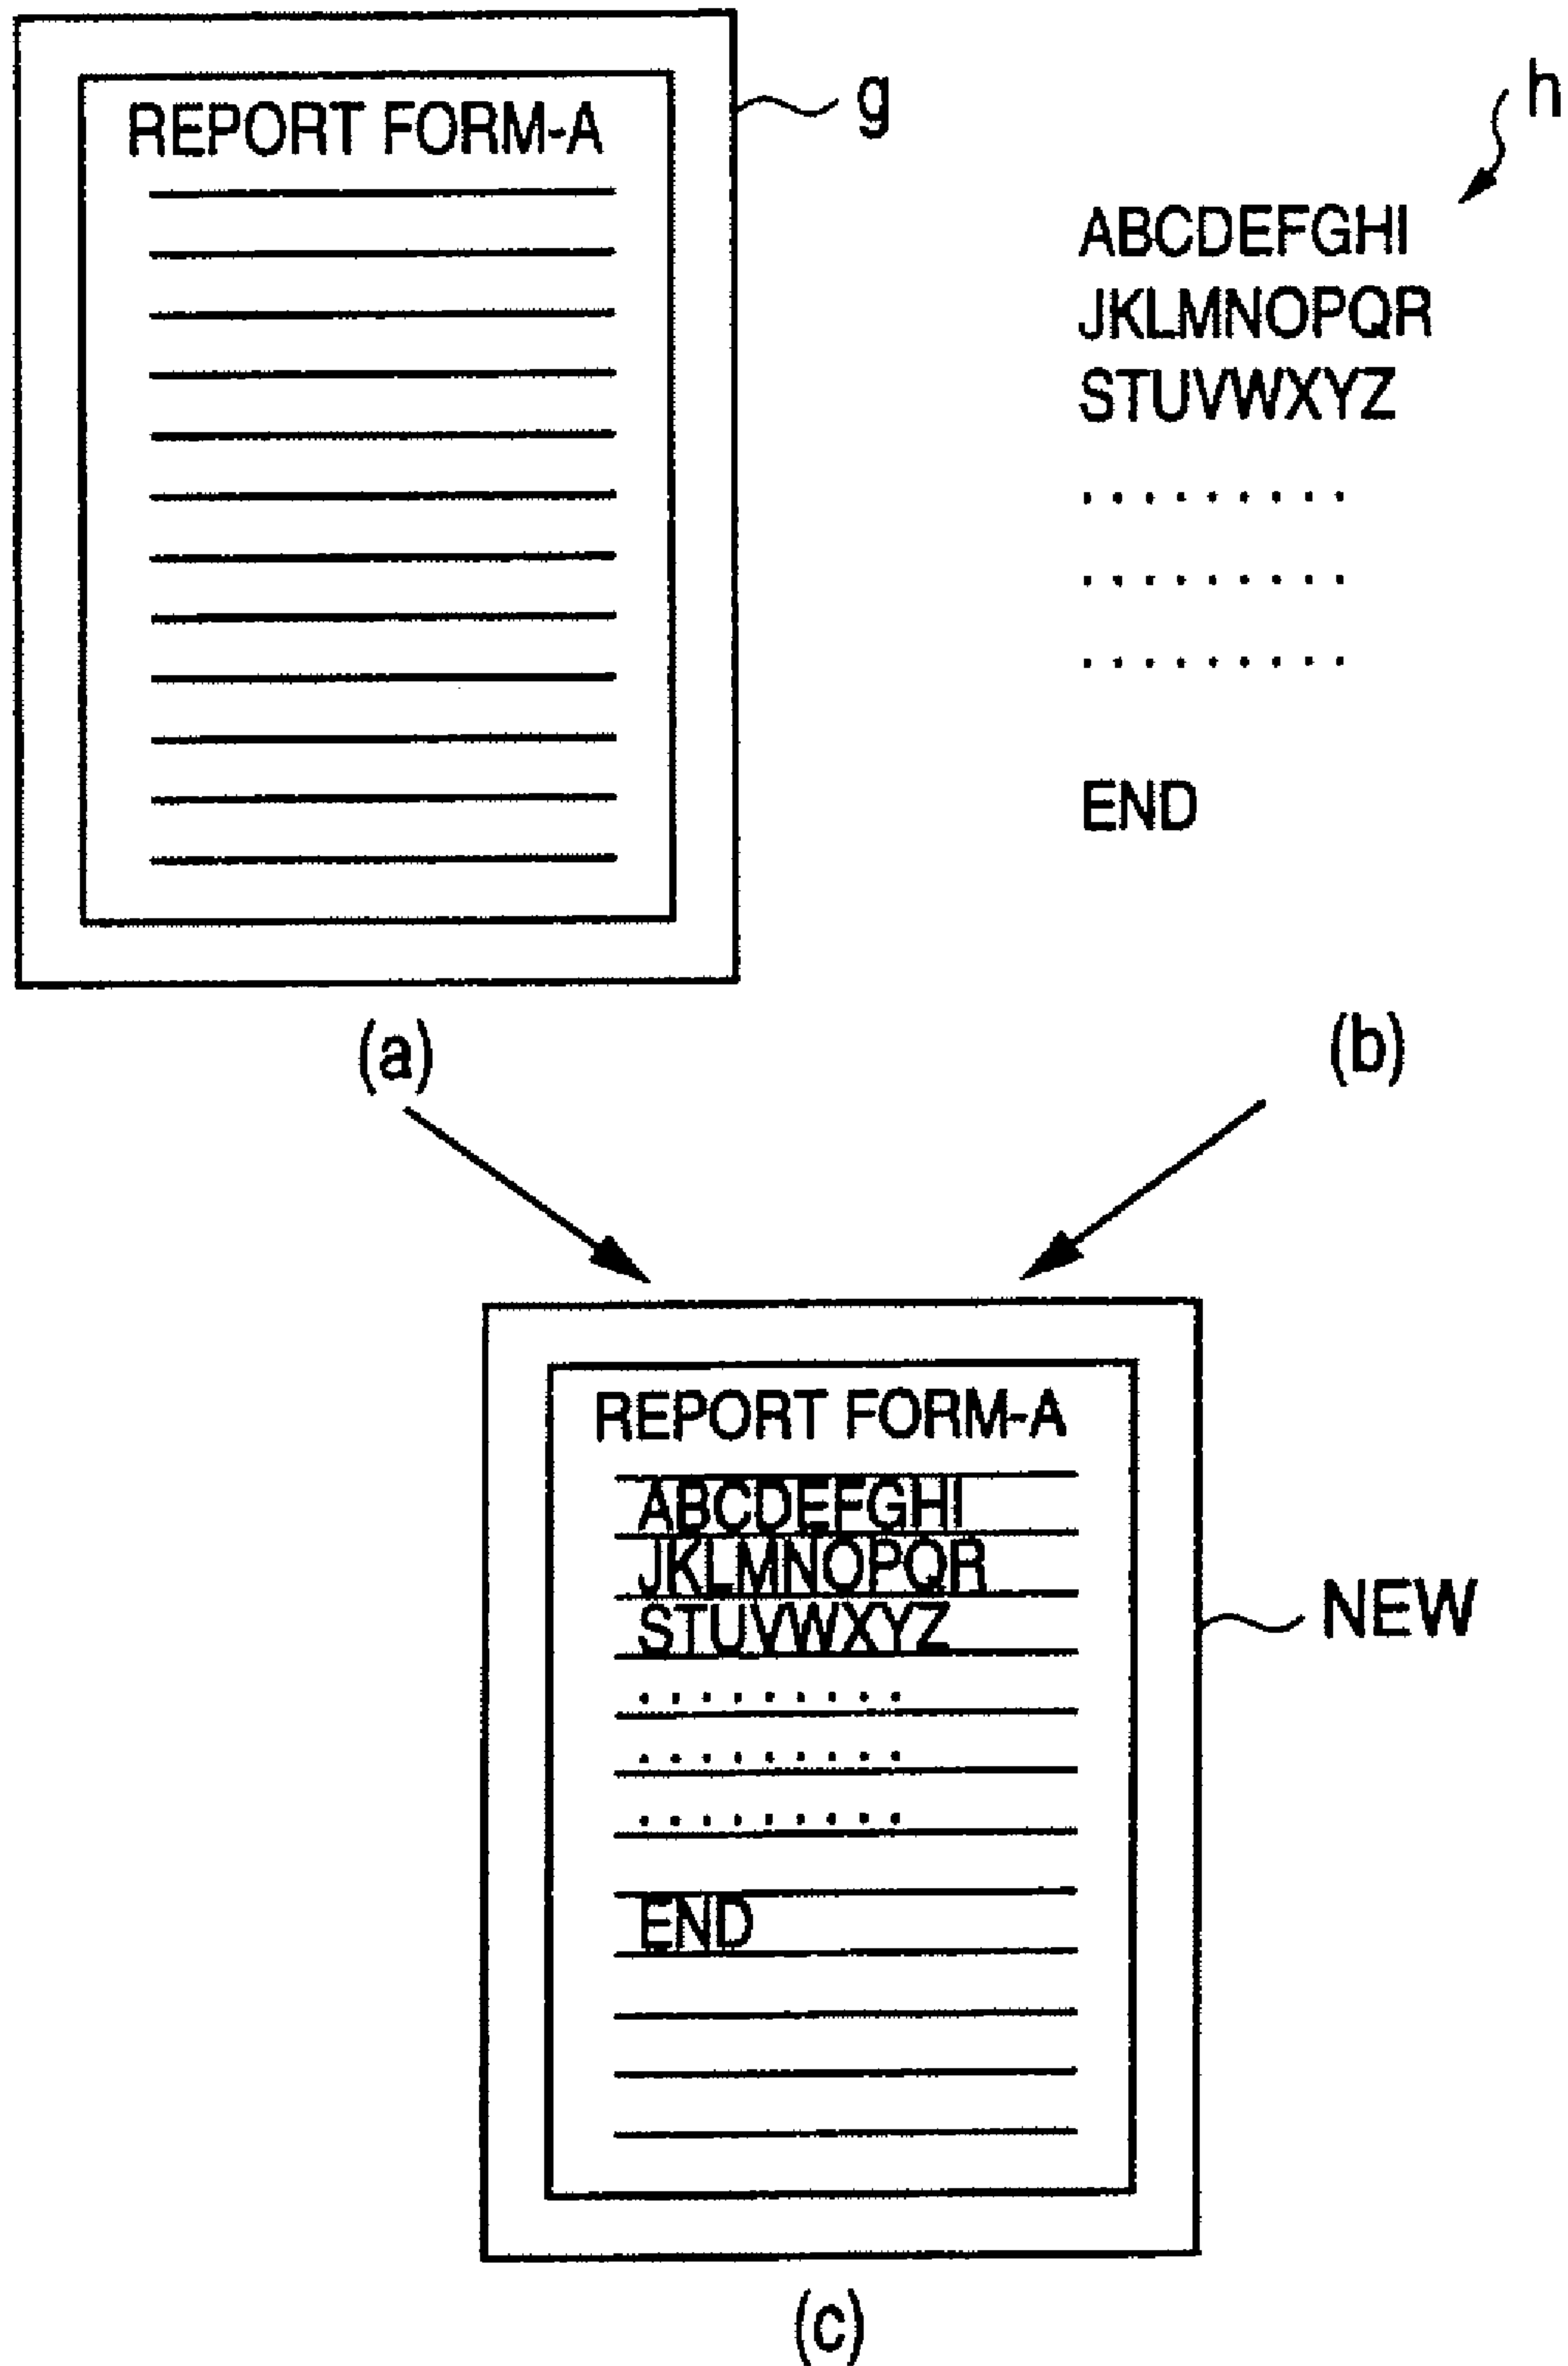 REPORT FORM-A
g
h
ABCDEFGHI
JKLMNOPQR
STUVWXYZ
.........
.........
.........
END
(a)
(b)
REPORT FORM-A
ABCDEFGHI
JKLMNOPQR
STUVWXYZ
.........
.........
.........
END
NEW
(c)